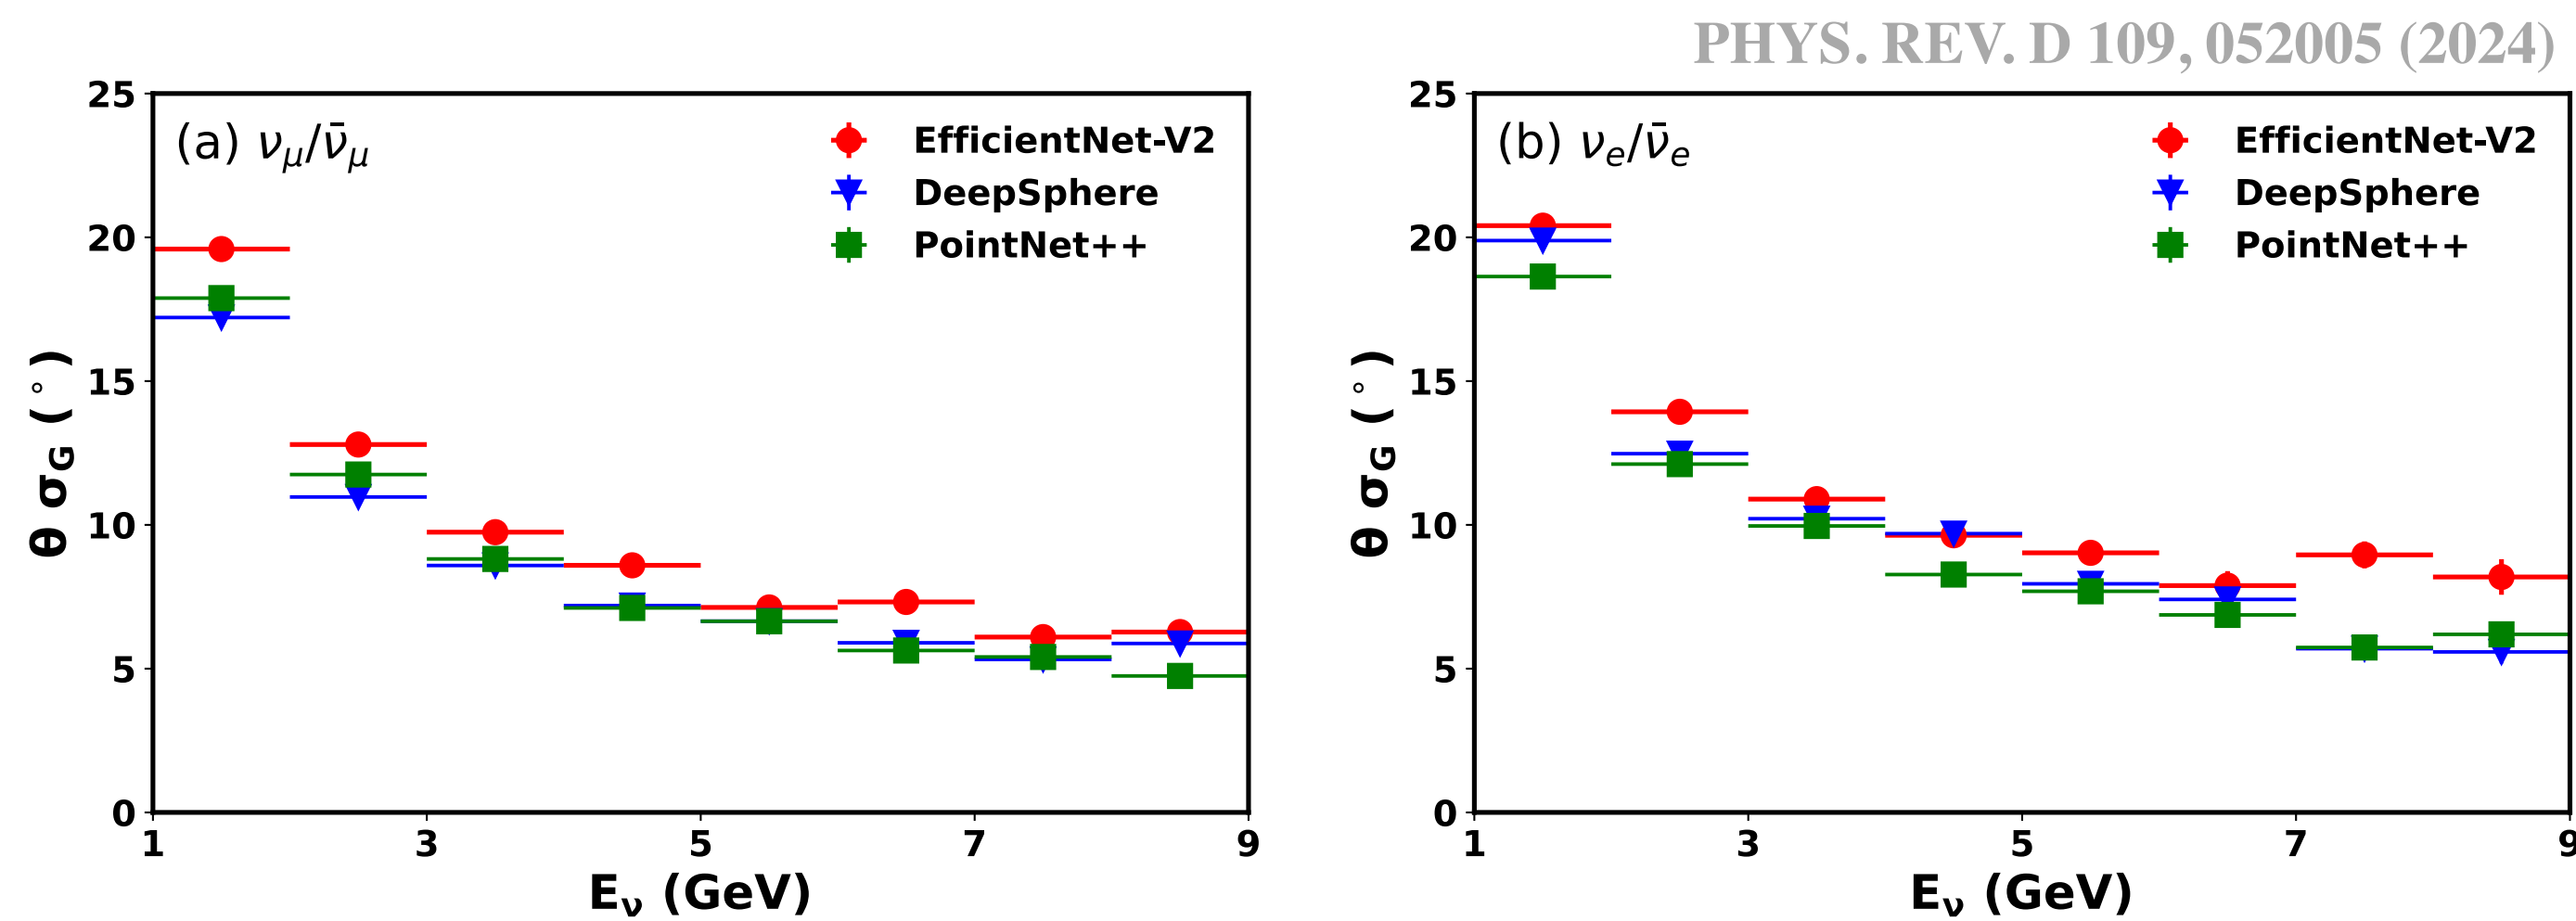 PHYS. REV. D 109, 052005 (2024)
(a) νμ/ν̄μ
EfficientNet-V2
DeepSphere
PointNet++
25
20
15
10
5
0
θ σG (°)
1
3
5
7
9
Eν (GeV)
(b) νe/ν̄e
EfficientNet-V2
DeepSphere
PointNet++
25
20
15
10
5
0
θ σG (°)
1
3
5
7
9
Eν (GeV)